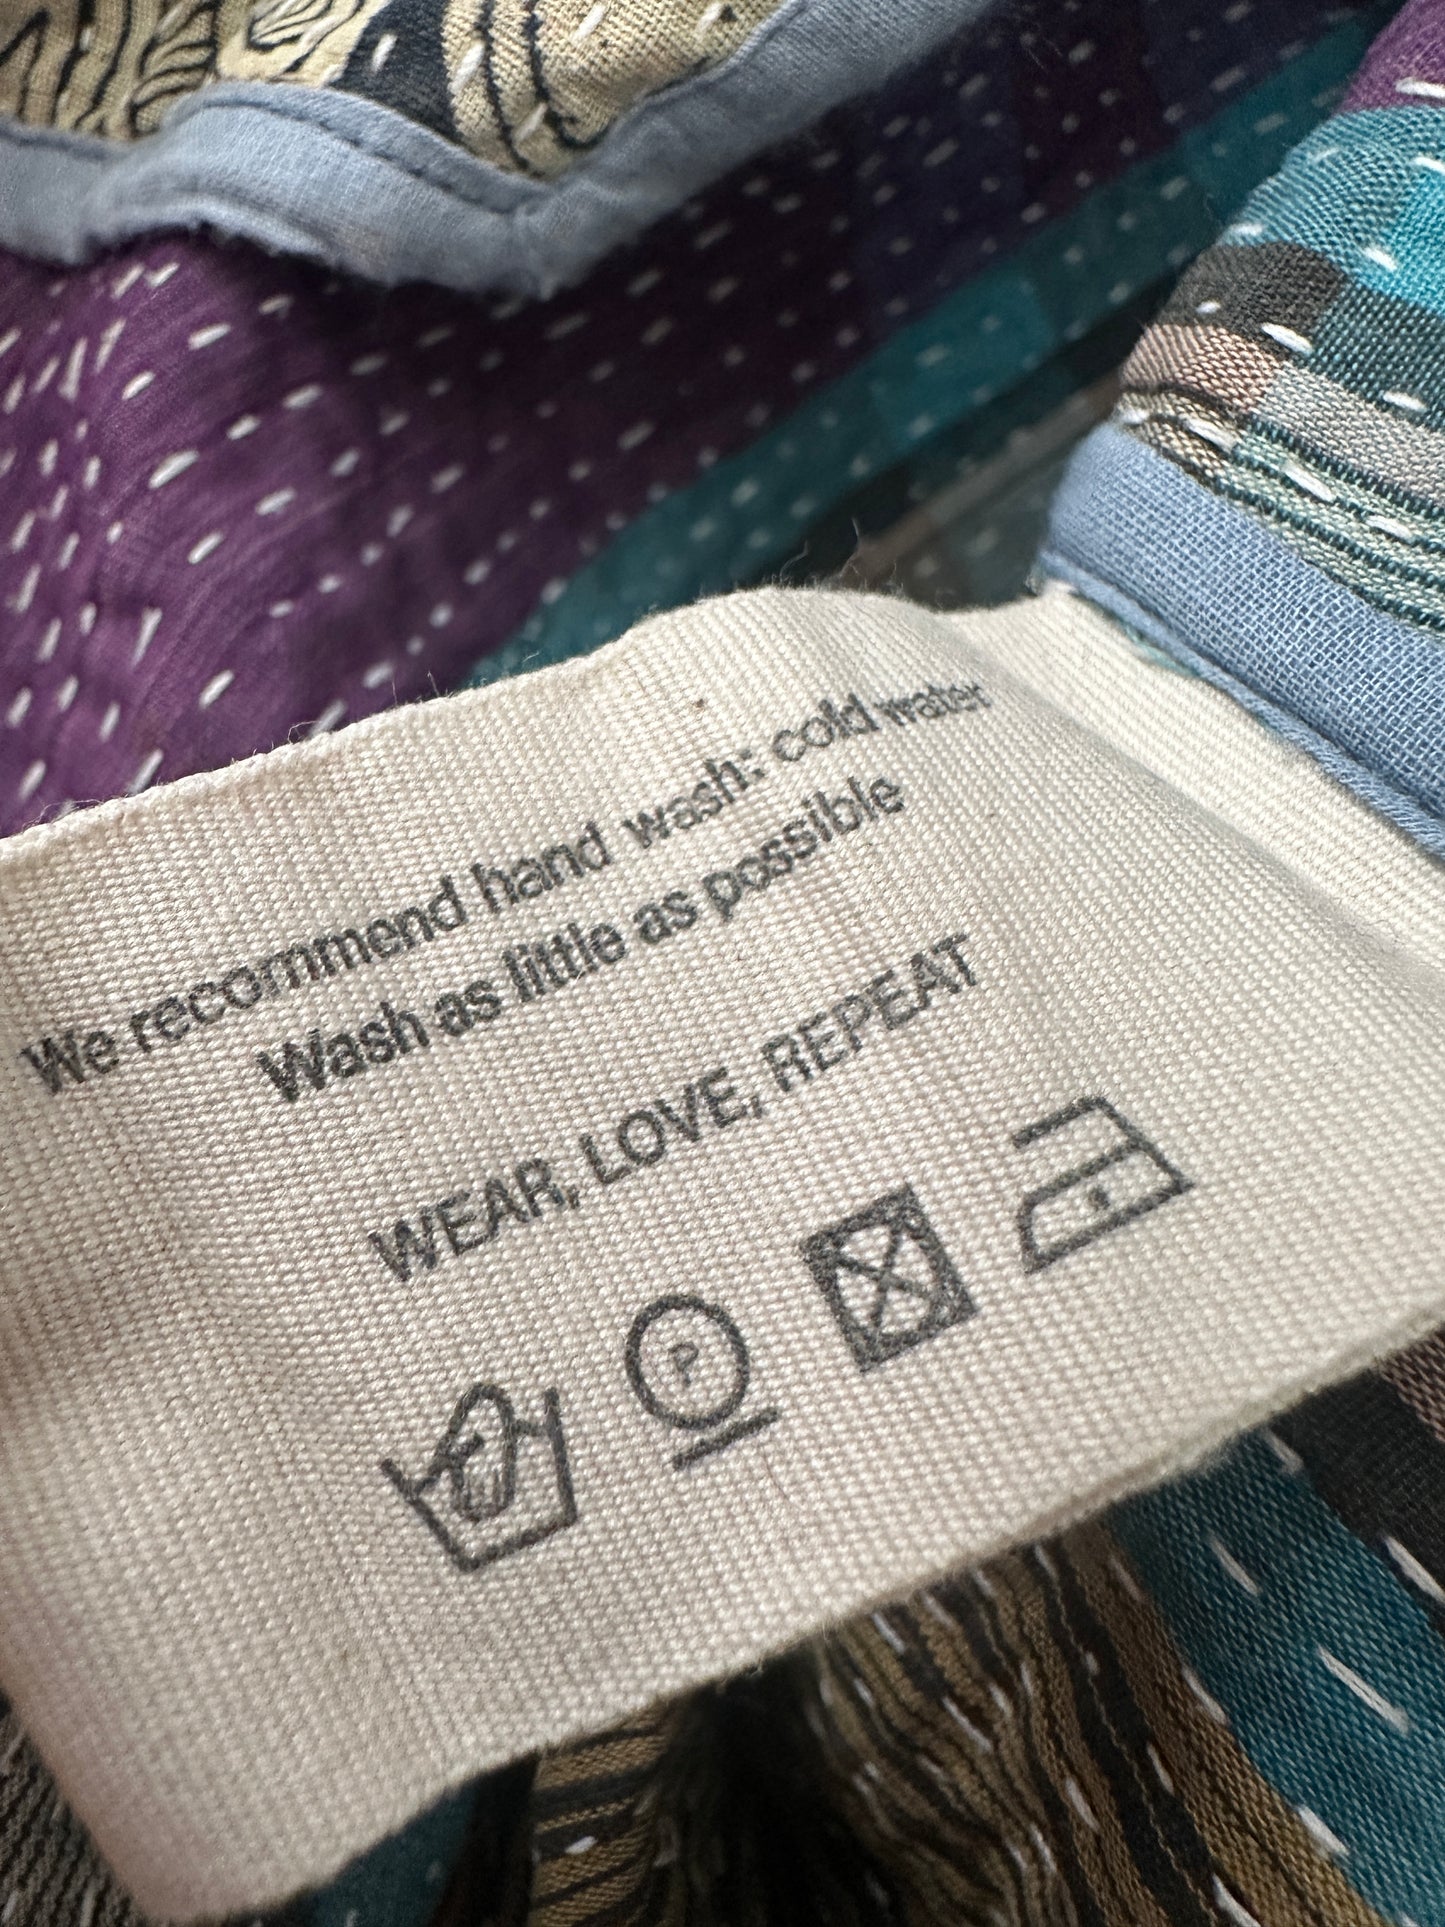 We recommend hand wash: cold water
Wash as little as possible
WEAR, LOVE, REPEAT
P